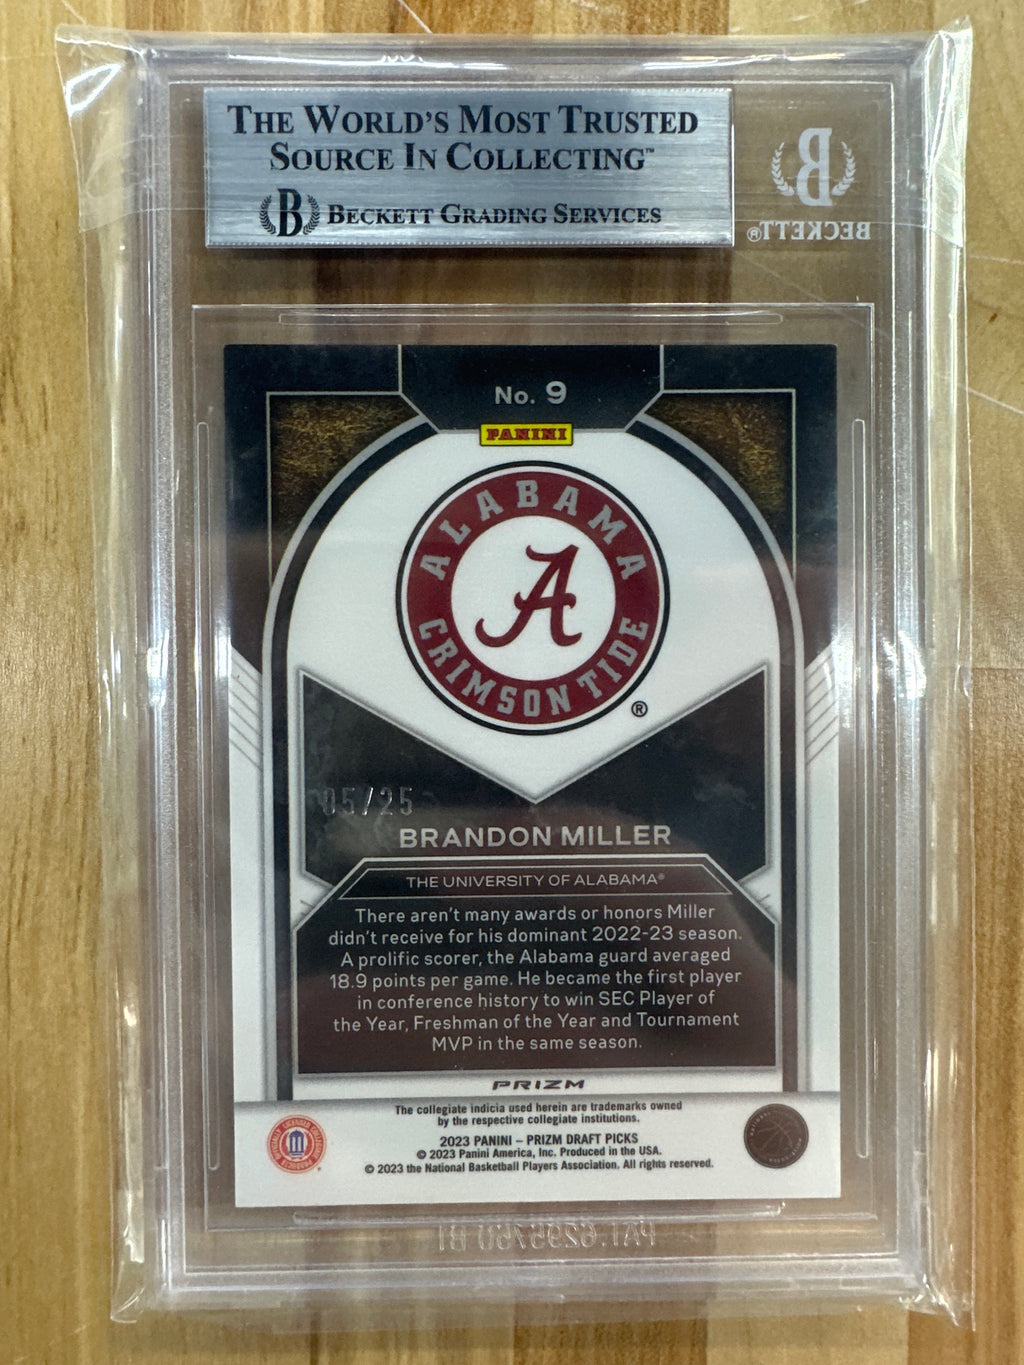 THE WORLD'S MOST TRUSTED
SOURCE IN COLLECTING™
B BECKETT GRADING SERVICES
B
BECKETT®
No. 9
PANINI
ALABAMA
A
CRIMSON TIDE
®
05/25
BRANDON MILLER
THE UNIVERSITY OF ALABAMA®
There aren't many awards or honors Miller
didn't receive for his dominant 2022-23 season.
A prolific scorer, the Alabama guard averaged
18.9 points per game. He became the first player
in conference history to win SEC Player of
the Year, Freshman of the Year and Tournament
MVP in the same season.
PRIZM
The collegiate indicia used herein are trademarks owned
by the respective collegiate institutions.
2023 PANINI – PRIZM DRAFT PICKS
© 2023 Panini America, Inc. Produced in the USA.
© 2023 the National Basketball Players Association. All rights reserved.
OFFICIALLY LICENSED COLLEGIATE PRODUCTS